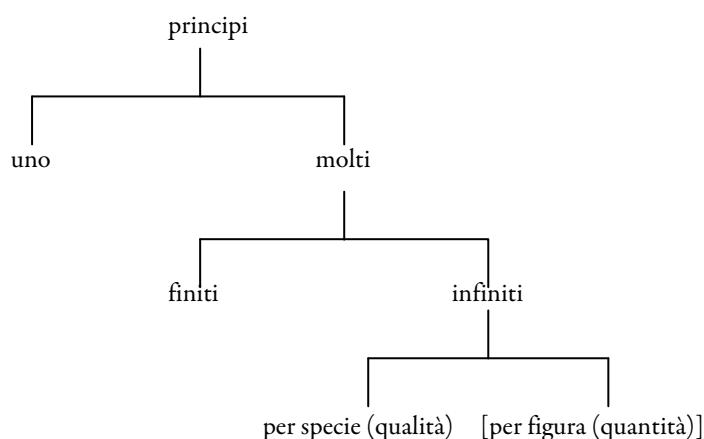 principi
uno molti
finiti infiniti
per specie (qualità) [per figura (quantità)]